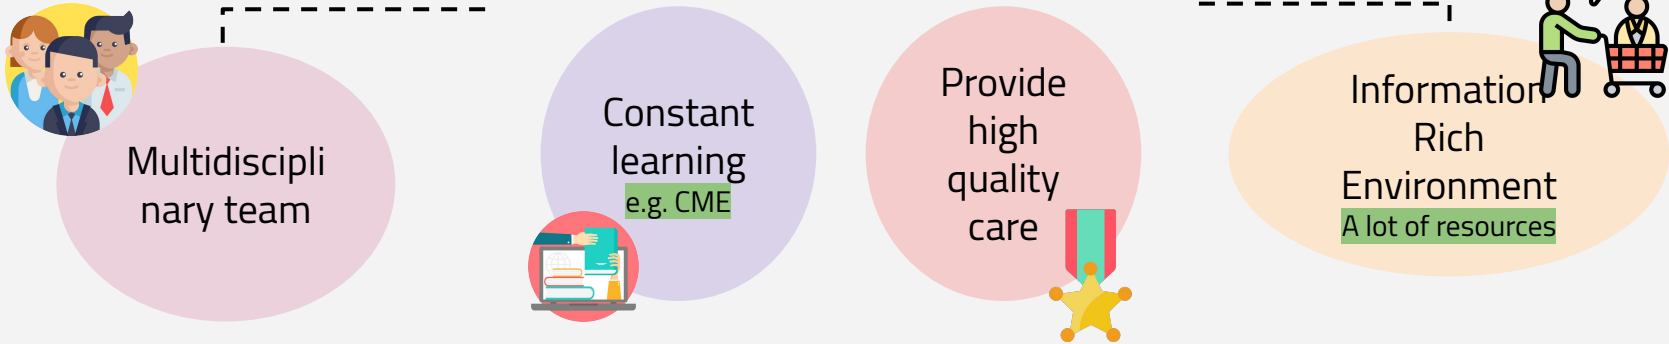 Multidiscipli
nary team
Constant
learning
e.g. CME
Provide
high
quality
care
Information
Rich
Environment
A lot of resources